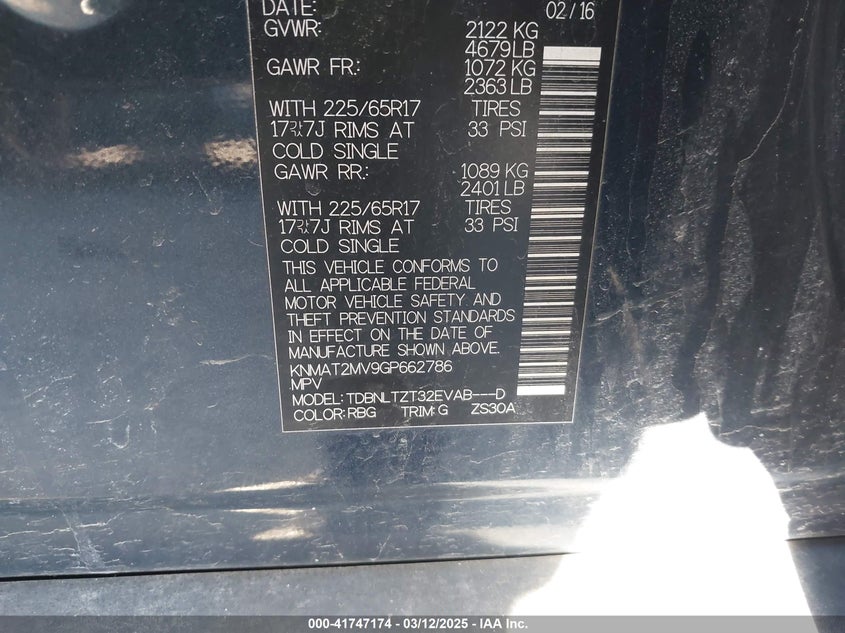 DATE: 02/16
GVWR: 2122 KG
4679 LB
GAWR FR: 1072 KG
2363 LB
WITH 225/65R17 TIRES
17x7J RIMS AT 33 PSI
COLD SINGLE
GAWR RR: 1089 KG
2401 LB
WITH 225/65R17 TIRES
17x7J RIMS AT 33 PSI
COLD SINGLE
THIS VEHICLE CONFORMS TO
ALL APPLICABLE FEDERAL
MOTOR VEHICLE SAFETY AND
THEFT PREVENTION STANDARDS
IN EFFECT ON THE DATE OF
MANUFACTURE SHOWN ABOVE.
KNMAT2MV9GP662786
.MPV
MODEL: TDBNLTZT32EVAB---D
COLOR: RBG TRIM: G ZS30A
000-41747174 - 03/12/2025 - IAA Inc.